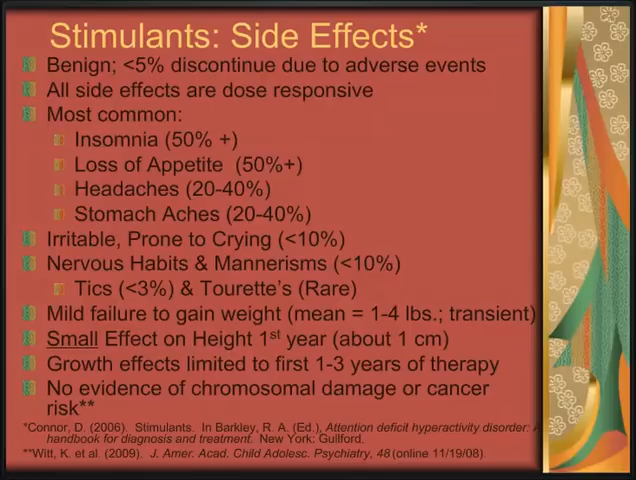 Stimulants: Side Effects*
Benign; <5% discontinue due to adverse events
All side effects are dose responsive
Most common:
Insomnia (50% +)
Loss of Appetite (50%+)
Headaches (20-40%)
Stomach Aches (20-40%)
Irritable, Prone to Crying (<10%)
Nervous Habits & Mannerisms (<10%)
Tics (<3%) & Tourette’s (Rare)
Mild failure to gain weight (mean = 1-4 lbs.; transient)
Small Effect on Height 1st year (about 1 cm)
Growth effects limited to first 1-3 years of therapy
No evidence of chromosomal damage or cancer
risk**
*Connor, D. (2006). Stimulants. In Barkley, R. A. (Ed.), Attention deficit hyperactivity disorder: A
handbook for diagnosis and treatment. New York: Guilford.
**Witt, K. et al. (2009). J. Amer. Acad. Child Adolesc. Psychiatry, 48 (online 11/19/08).